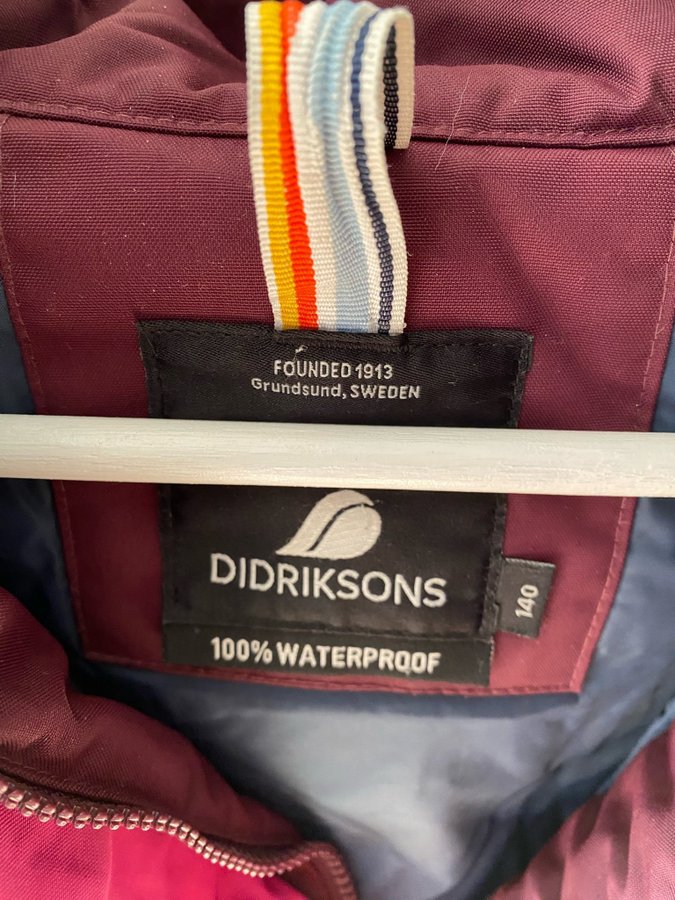 FOUNDED 1913
Grundsund, SWEDEN
DIDRIKSONS
140
100% WATERPROOF